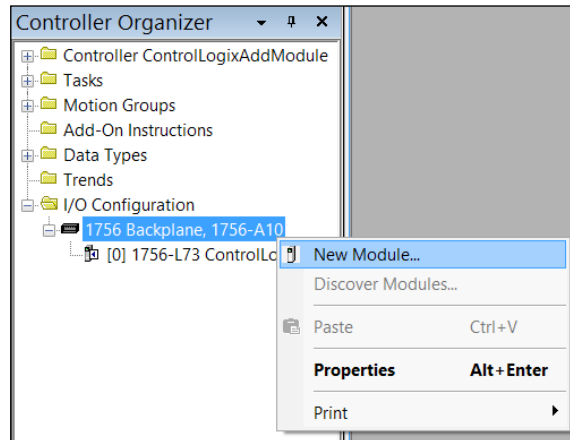 Controller Organizer
Controller ControlLogixAddModule
Tasks
Motion Groups
Add-On Instructions
Data Types
Trends
I/O Configuration
1756 Backplane, 1756-A10
[0] 1756-L73 ControlLo
New Module...
Discover Modules...
Paste Ctrl+V
Properties Alt+Enter
Print